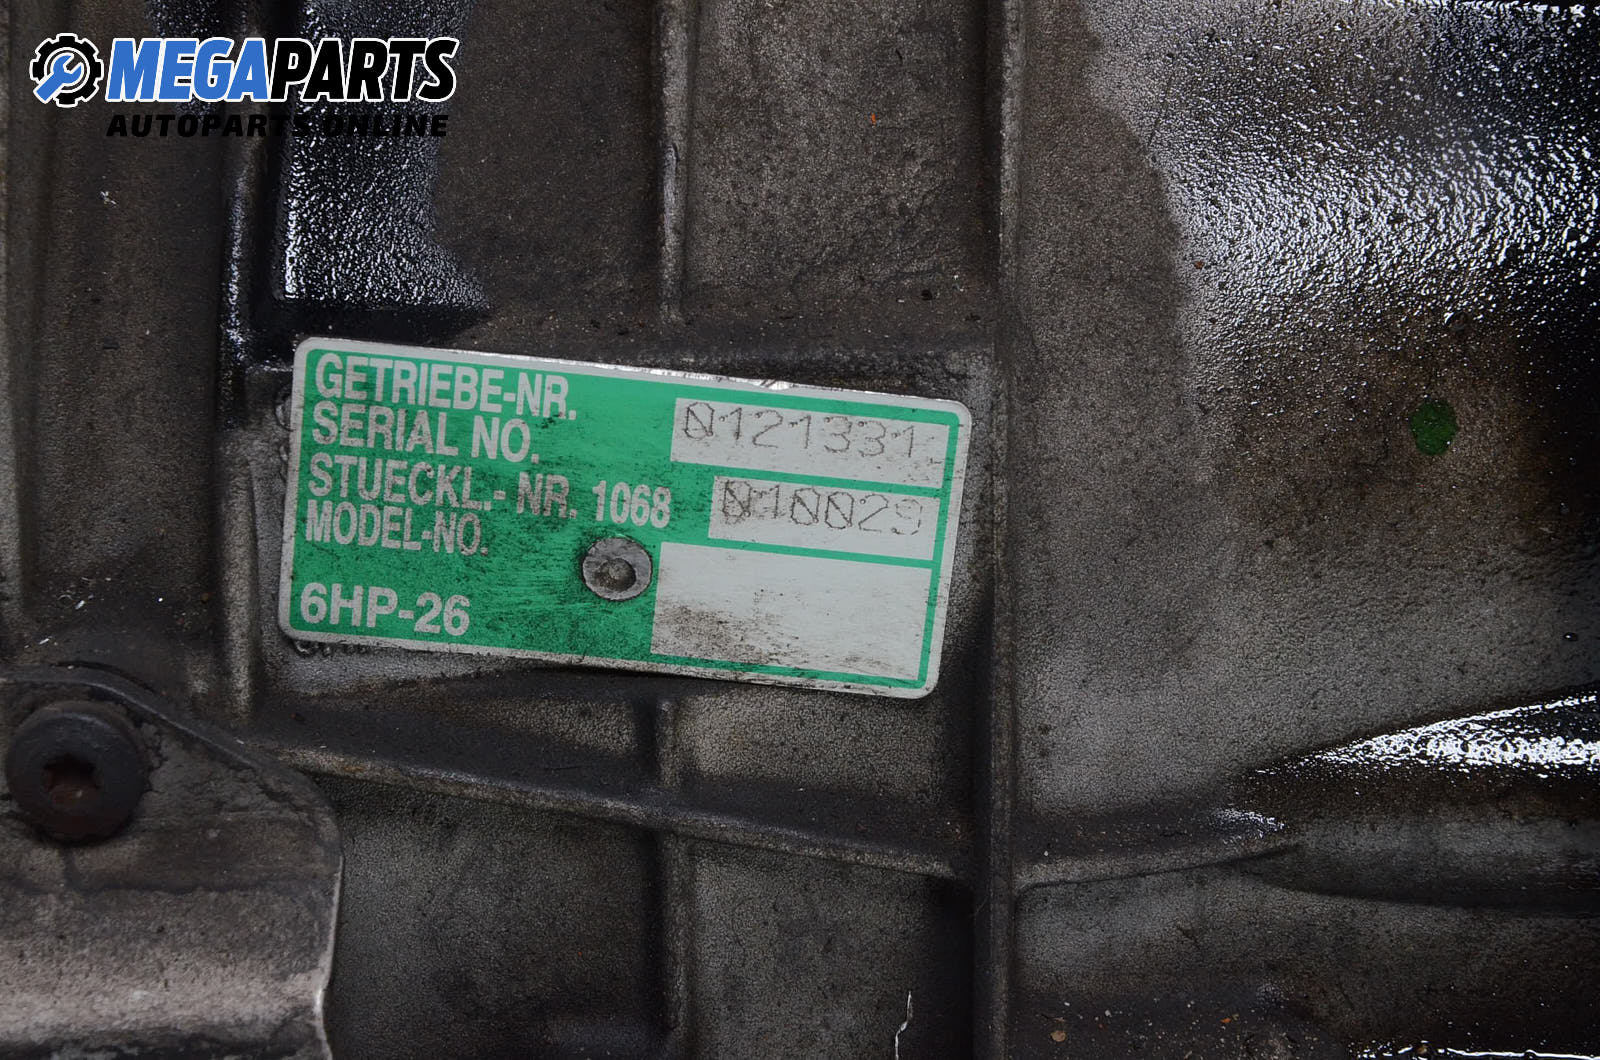 MEGAPARTS
AUTOPARTS ONLINE
GETRIEBE-NR.
SERIAL NO. 0121331
STUECKL.- NR. 1068 010029
MODEL-NO.
6HP-26